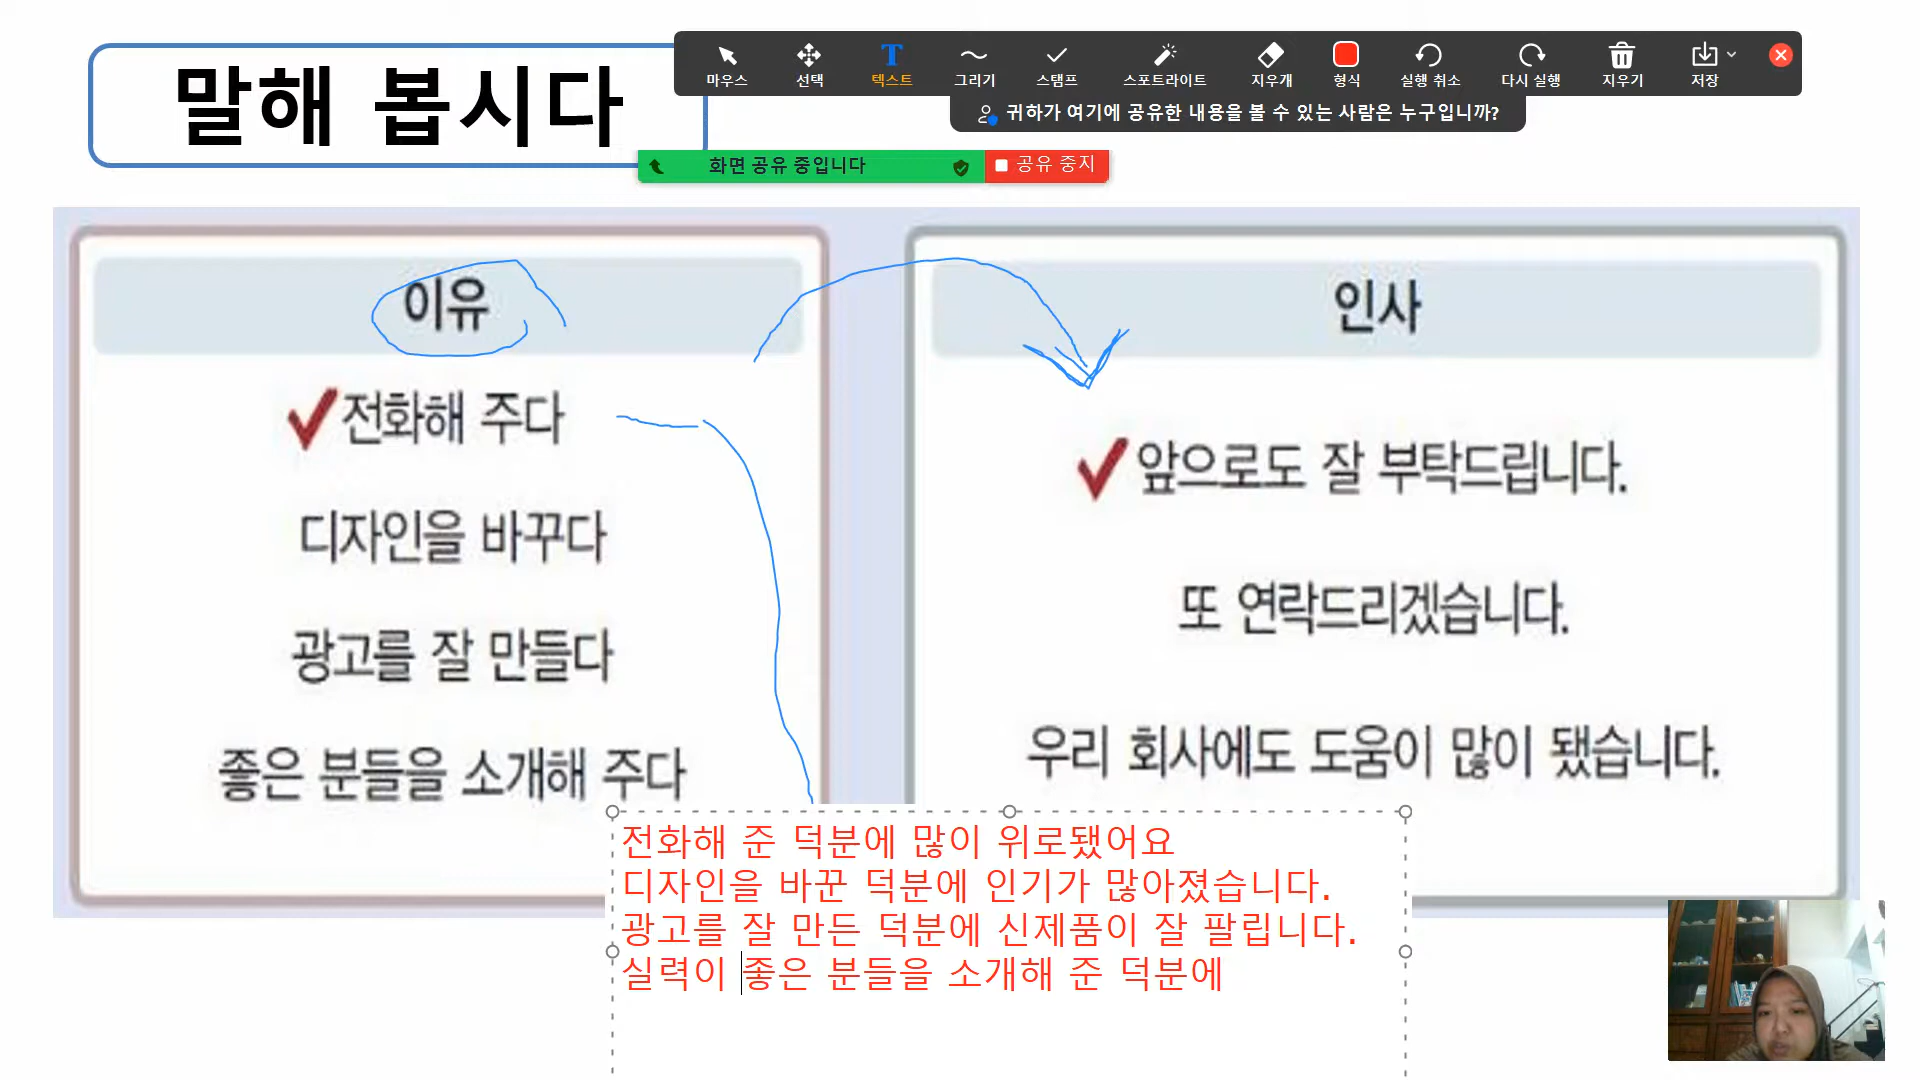 말해 봅시다
마우스
선택
텍스트
그리기
스탬프
스포트라이트
지우개
형식
실행 취소
다시 실행
지우기
저장
귀하가 여기에 공유한 내용을 볼 수 있는 사람은 누구입니까?
화면 공유 중입니다
공유 중지
이유
전화해 주다
디자인을 바꾸다
광고를 잘 만들다
좋은 분들을 소개해 주다
인사
앞으로도 잘 부탁드립니다.
또 연락드리겠습니다.
우리 회사에도 도움이 많이 됐습니다.
전화해 준 덕분에 많이 위로됐어요
디자인을 바꾼 덕분에 인기가 많아졌습니다.
광고를 잘 만든 덕분에 신제품이 잘 팔립니다.
실력이 좋은 분들을 소개해 준 덕분에